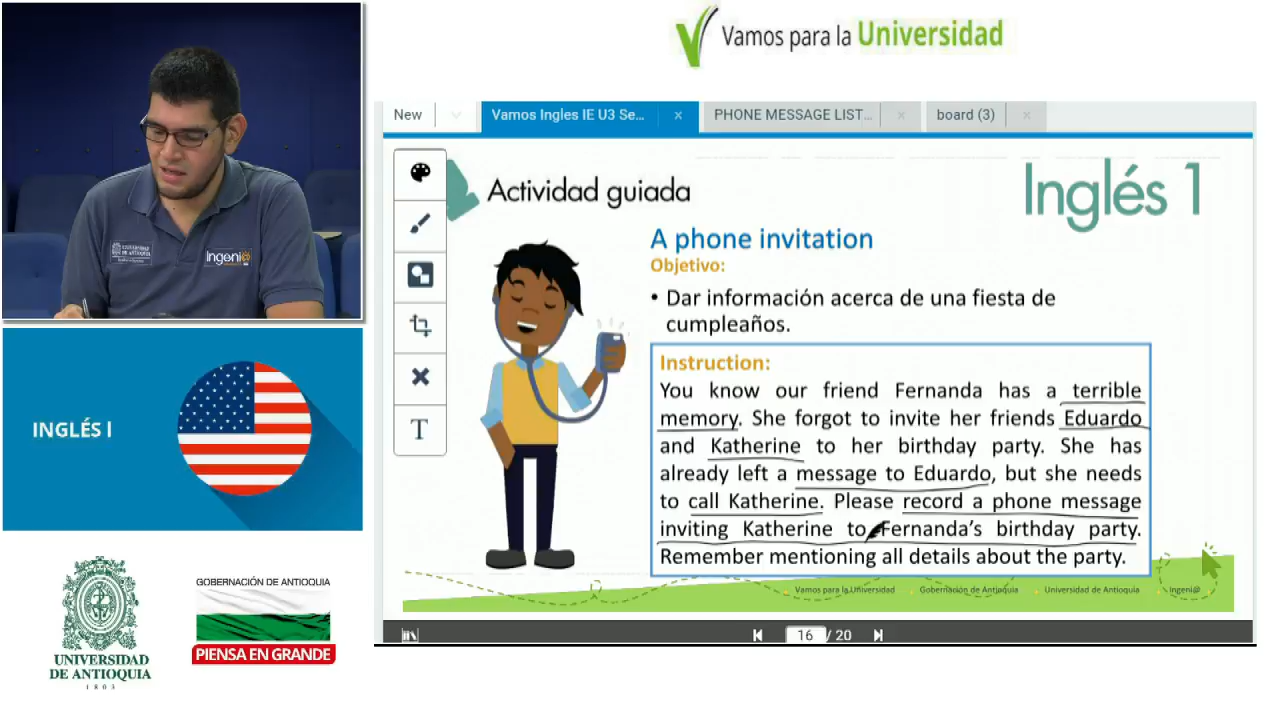 Vamos para la Universidad
New
Vamos Ingles IE U3 Se...
PHONE MESSAGE LIST...
board (3)
Actividad guiada
Inglés 1
A phone invitation
Objetivo:
• Dar información acerca de una fiesta de
cumpleaños.
Instruction:
You know our friend Fernanda has a terrible
memory. She forgot to invite her friends Eduardo
and Katherine to her birthday party. She has
already left a message to Eduardo, but she needs
to call Katherine. Please record a phone message
inviting Katherine to Fernanda's birthday party.
Remember mentioning all details about the party.
Vamos para la Universidad
Gobernación de Antioquia
Universidad de Antioquia
Ingeni@
16 / 20
T
Ingeni@
INGLÉS I
UNIVERSIDAD
DE ANTIOQUIA
1803
GOBERNACIÓN DE ANTIOQUIA
PIENSA EN GRANDE